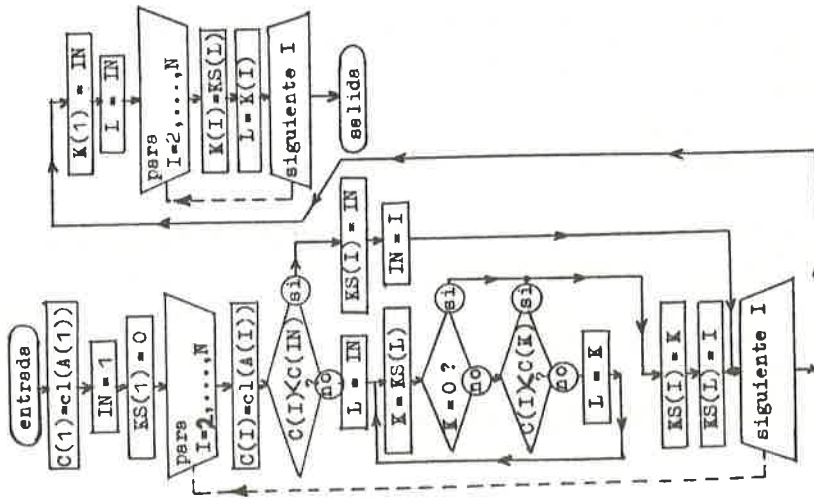 entrada
C(1)=cl(A(1))
IN = 1
KS(1) = 0
para
I=2,...,N
C(I)=cl(A(I))
C(I)<C(IN)
?
si
no
KS(I) = IN
IN = I
L = IN
K = KS(L)
K = 0 ?
si
no
C(I)<C(K)
?
si
no
L = K
KS(I) = K
KS(L) = I
siguiente I
K(1) = IN
L = IN
para
I=2,...,N
K(I)=KS(L)
L = K(I)
siguiente I
salida